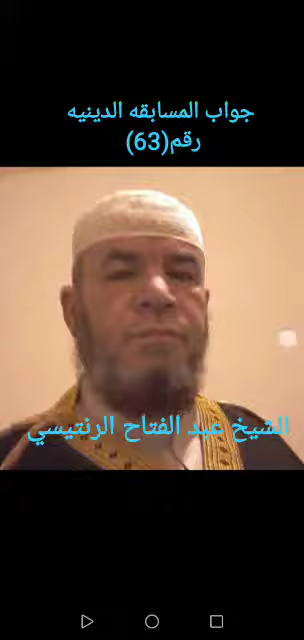 جواب المسابقه الدينيه
رقم(63)
الشيخ عبد الفتاح الرنتيسي